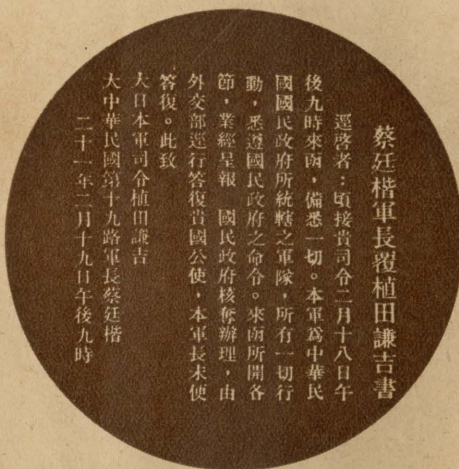 蔡廷楷軍長覆植田謙吉書
逕啓者：頃接貴司令二月十八日午
後九時來函，備悉一切。本軍爲中華民
國國民政府所統轄之軍隊，所有一切行
動，悉遵國民政府之命令。來函所開各
節，業經呈報　國民政府核奪辦理，由
外交部逕行答復貴國公使，本軍長未便
答復。此致
大日本軍司令植田謙吉
大中華民國第十九路軍長蔡廷楷
二十一年二月十九日午後九時